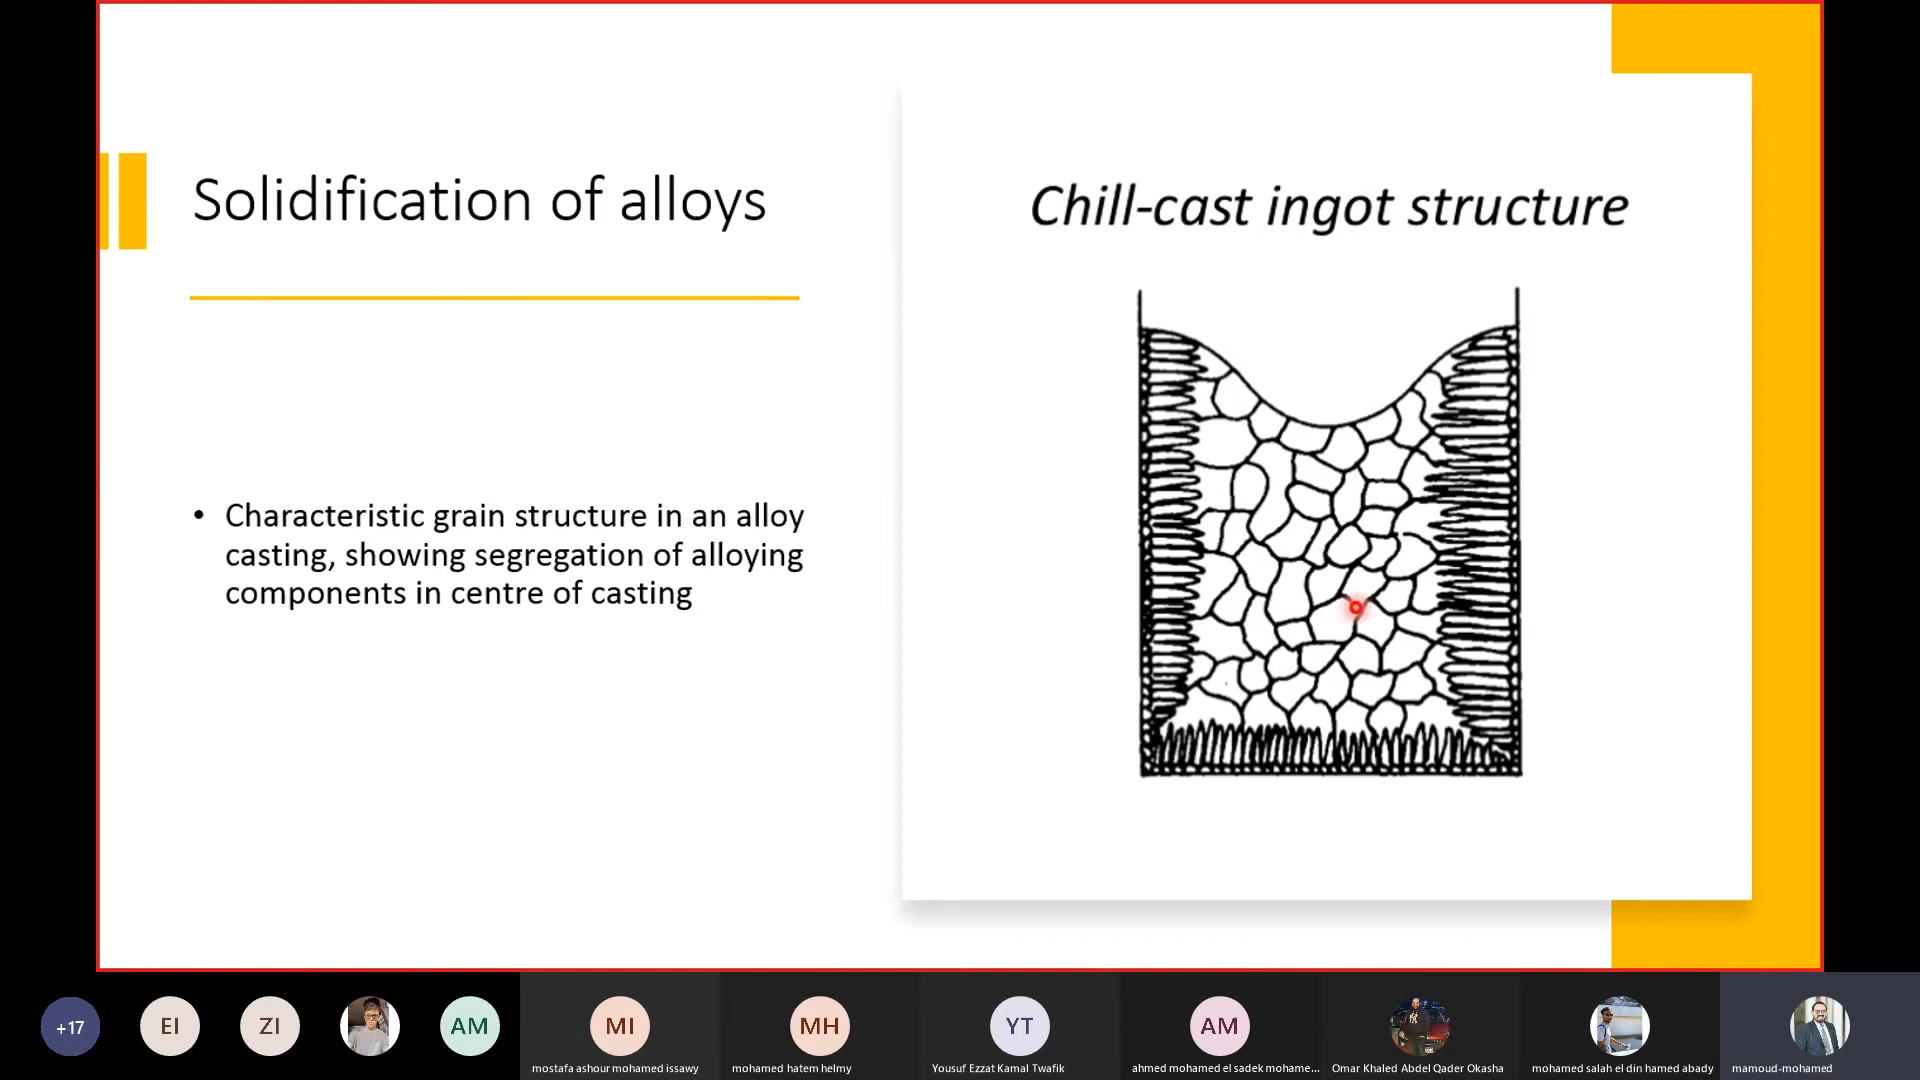 Solidification of alloys
• Characteristic grain structure in an alloy
casting, showing segregation of alloying
components in centre of casting
Chill-cast ingot structure
+17
EI
ZI
AM
MI
mostafa ashour mohamed issawy
MH
mohamed hatem helmy
YT
Yousuf Ezzat Kamal Twafik
AM
ahmed mohamed el sadek mohame...
Omar Khaled Abdel Qader Okasha
mohamed salah el din hamed abady
mamoud-mohamed